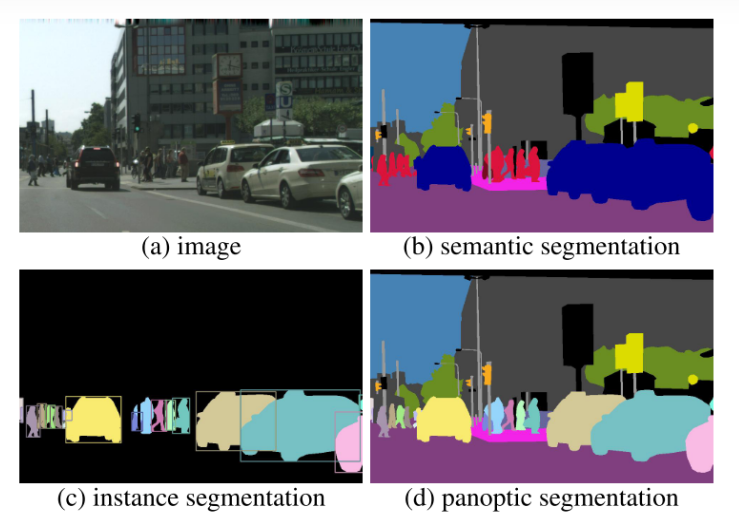 S
U
(a) image
(b) semantic segmentation
(c) instance segmentation
(d) panoptic segmentation